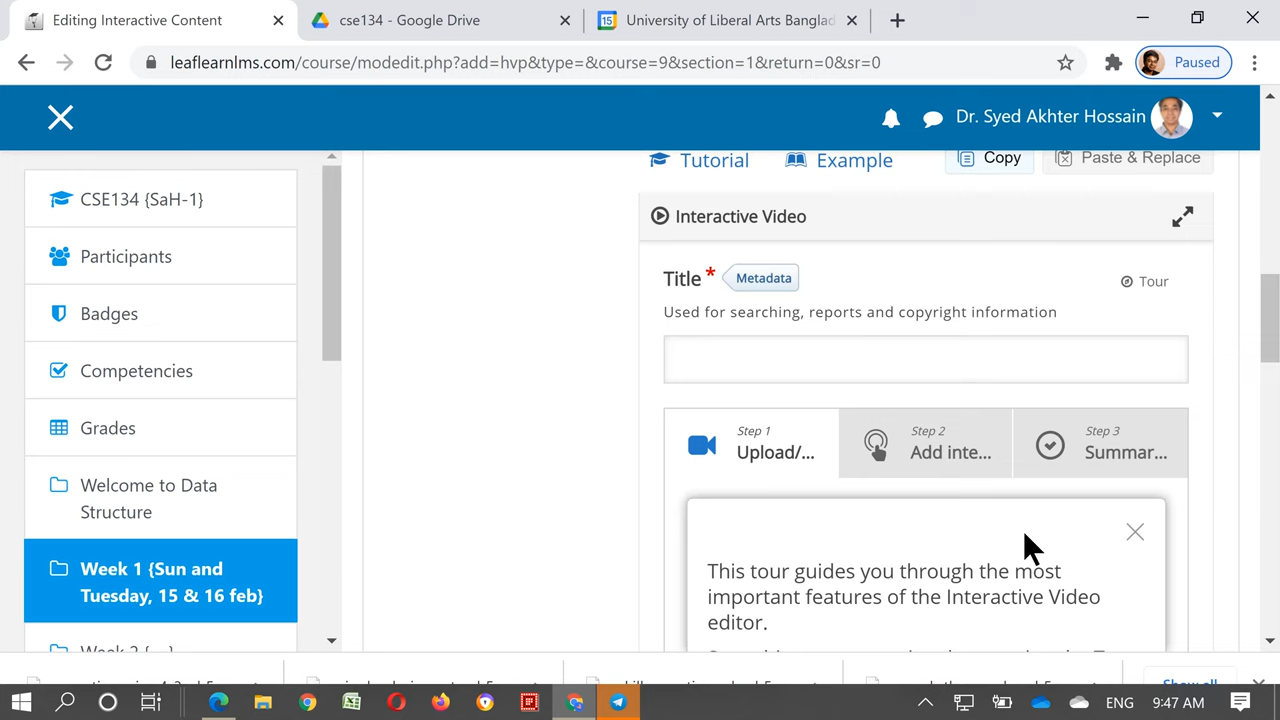 Editing Interactive Content
cse134 - Google Drive
15
University of Liberal Arts Banglad
leaflearnlms.com/course/modedit.php?add=hvp&type=&course=9&section=1&return=0&sr=0
Paused
Dr. Syed Akhter Hossain
CSE134 {SaH-1}
Participants
Badges
Competencies
Grades
Welcome to Data
Structure
Week 1 {Sun and
Tuesday, 15 & 16 feb}
Tutorial
Example
Copy
Paste & Replace
Interactive Video
Title *
Metadata
Tour
Used for searching, reports and copyright information
Step 1
Upload/...
Step 2
Add inte...
Step 3
Summar...
This tour guides you through the most
important features of the Interactive Video
editor.
Show all
ENG
9:47 AM